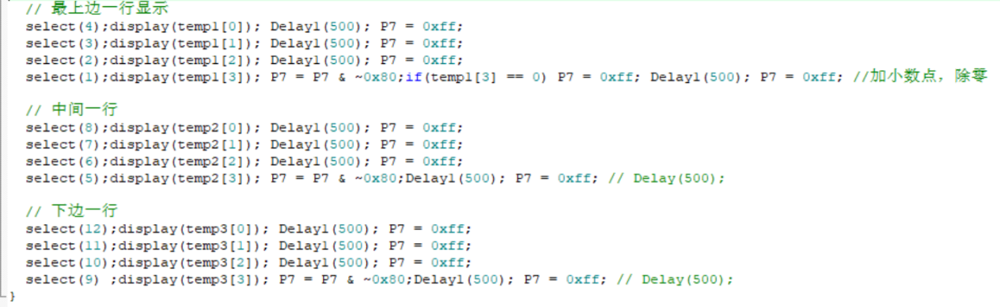 // 最上边一行显示
select(4);display(temp1[0]); Delay1(500); P7 = 0xff;
select(3);display(temp1[1]); Delay1(500); P7 = 0xff;
select(2);display(temp1[2]); Delay1(500); P7 = 0xff;
select(1);display(temp1[3]); P7 = P7 & ~0x80;if(temp1[3] == 0) P7 = 0xff; Delay1(500); P7 = 0xff; //加小数点，除零
// 中间一行
select(8);display(temp2[0]); Delay1(500); P7 = 0xff;
select(7);display(temp2[1]); Delay1(500); P7 = 0xff;
select(6);display(temp2[2]); Delay1(500); P7 = 0xff;
select(5);display(temp2[3]); P7 = P7 & ~0x80;Delay1(500); P7 = 0xff; // Delay(500);
// 下边一行
select(12);display(temp3[0]); Delay1(500); P7 = 0xff;
select(11);display(temp3[1]); Delay1(500); P7 = 0xff;
select(10);display(temp3[2]); Delay1(500); P7 = 0xff;
select(9) ;display(temp3[3]); P7 = P7 & ~0x80;Delay1(500); P7 = 0xff; // Delay(500);
}